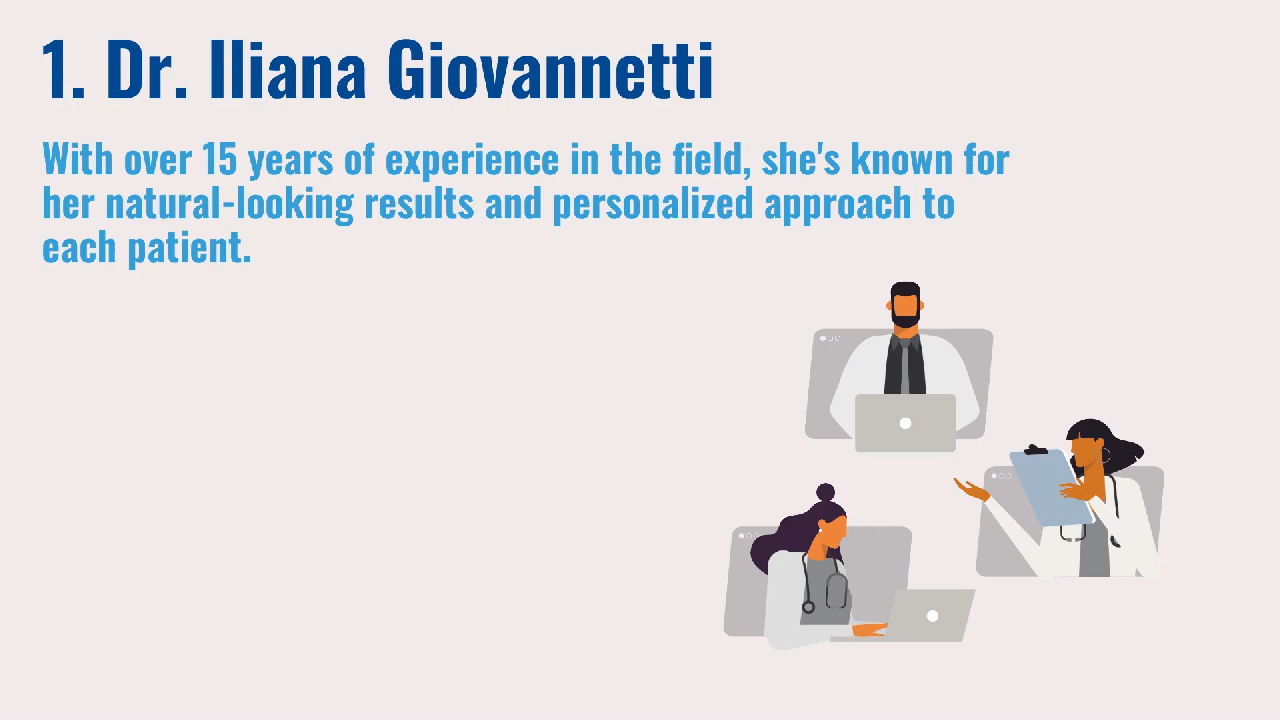 1. Dr. Iliana Giovannetti
With over 15 years of experience in the field, she's known for
her natural-looking results and personalized approach to
each patient.